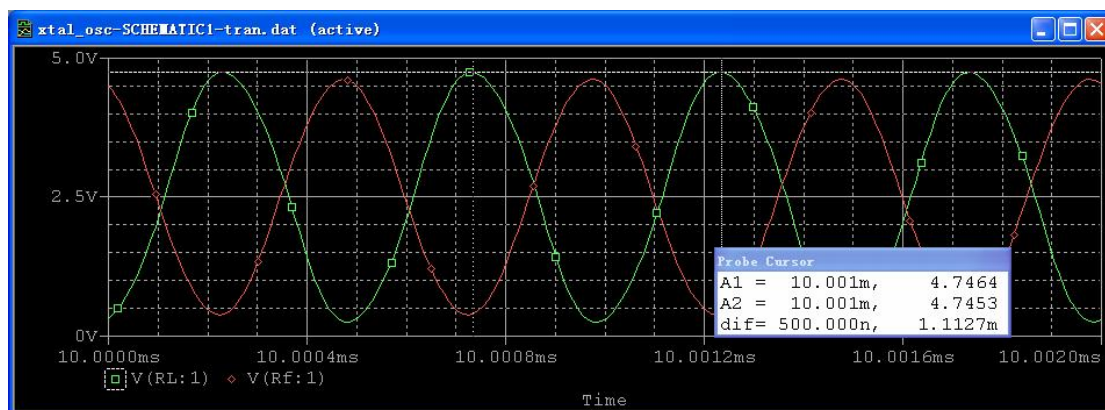 xtal_osc-SCHEMATIC1-tran.dat (active)
5.0V
2.5V
0V
Probe Cursor
A1 = 10.001m, 4.7464
A2 = 10.001m, 4.7453
dif= 500.000n, 1.1127m
10.0000ms 10.0004ms 10.0008ms 10.0012ms 10.0016ms 10.0020ms
V(RL:1) V(Rf:1)
Time